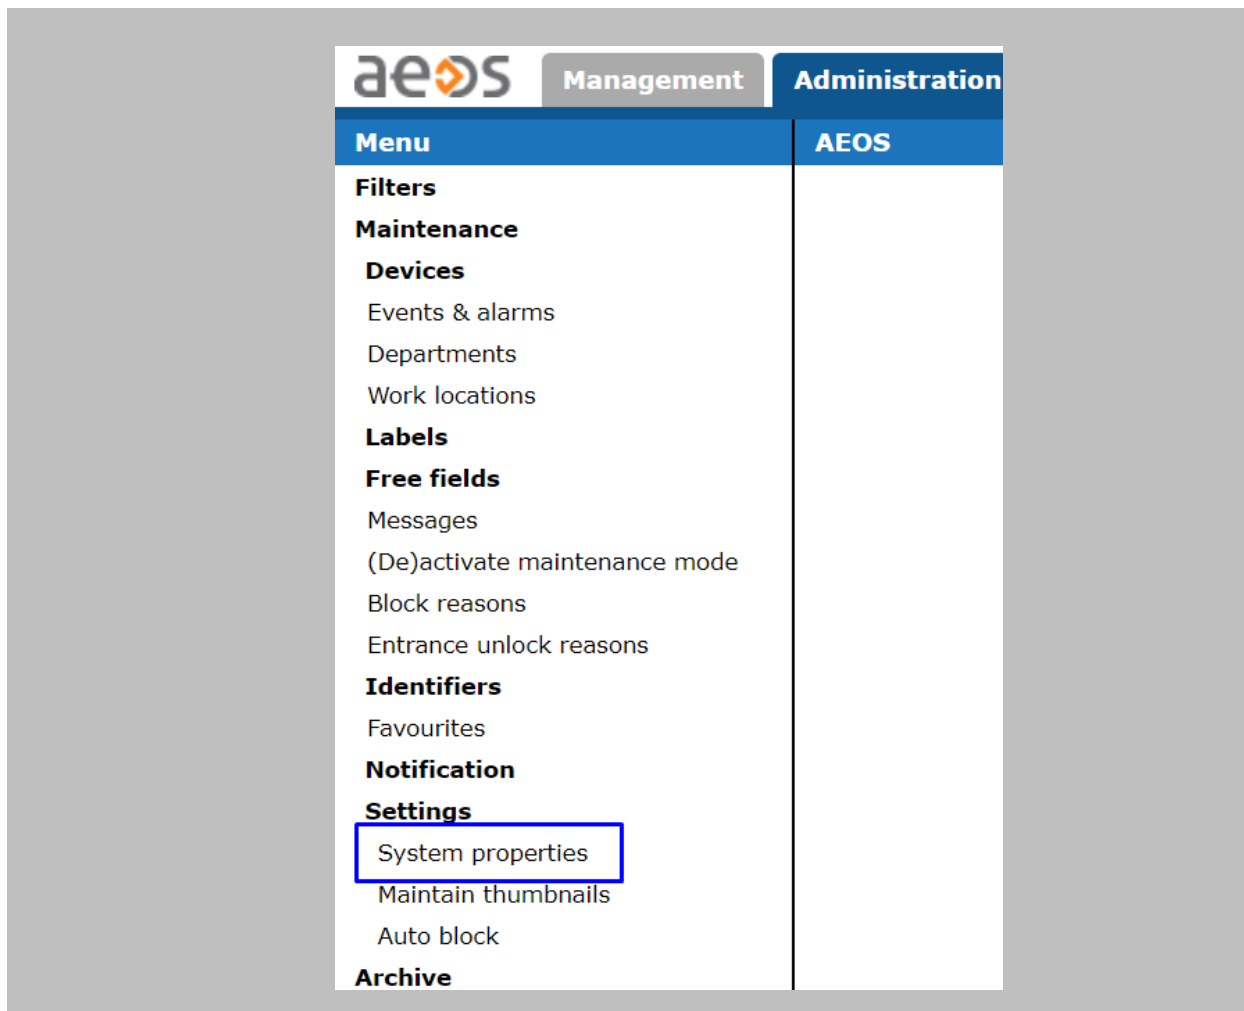 aeos Management Administration
Menu AEOS
Filters
Maintenance
Devices
Events & alarms
Departments
Work locations
Labels
Free fields
Messages
(De)activate maintenance mode
Block reasons
Entrance unlock reasons
Identifiers
Favourites
Notification
Settings
System properties
Maintain thumbnails
Auto block
Archive